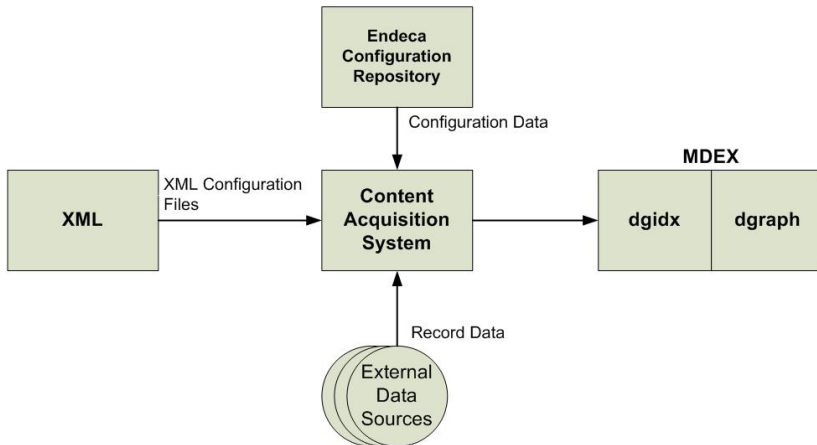 Endeca
Configuration
Repository
Configuration Data
MDEX
XML
XML Configuration
Files
Content
Acquisition
System
dgidx
dgraph
Record Data
External
Data
Sources